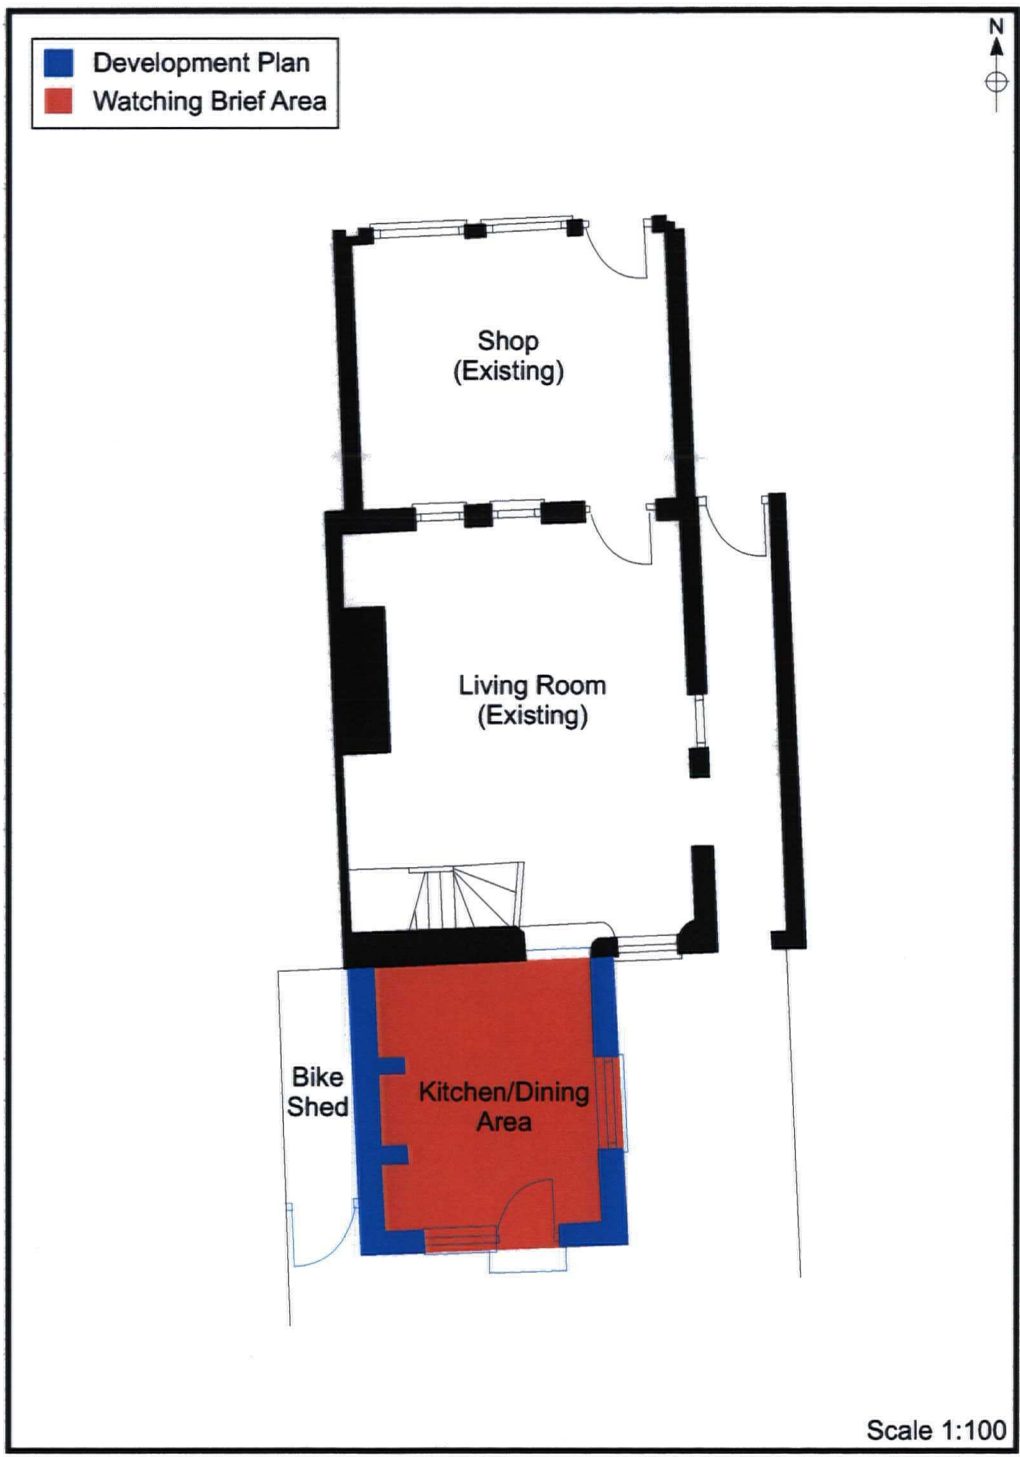 N
Development Plan
Watching Brief Area
Shop
(Existing)
Living Room
(Existing)
Bike
Shed
Kitchen/Dining
Area
Scale 1:100